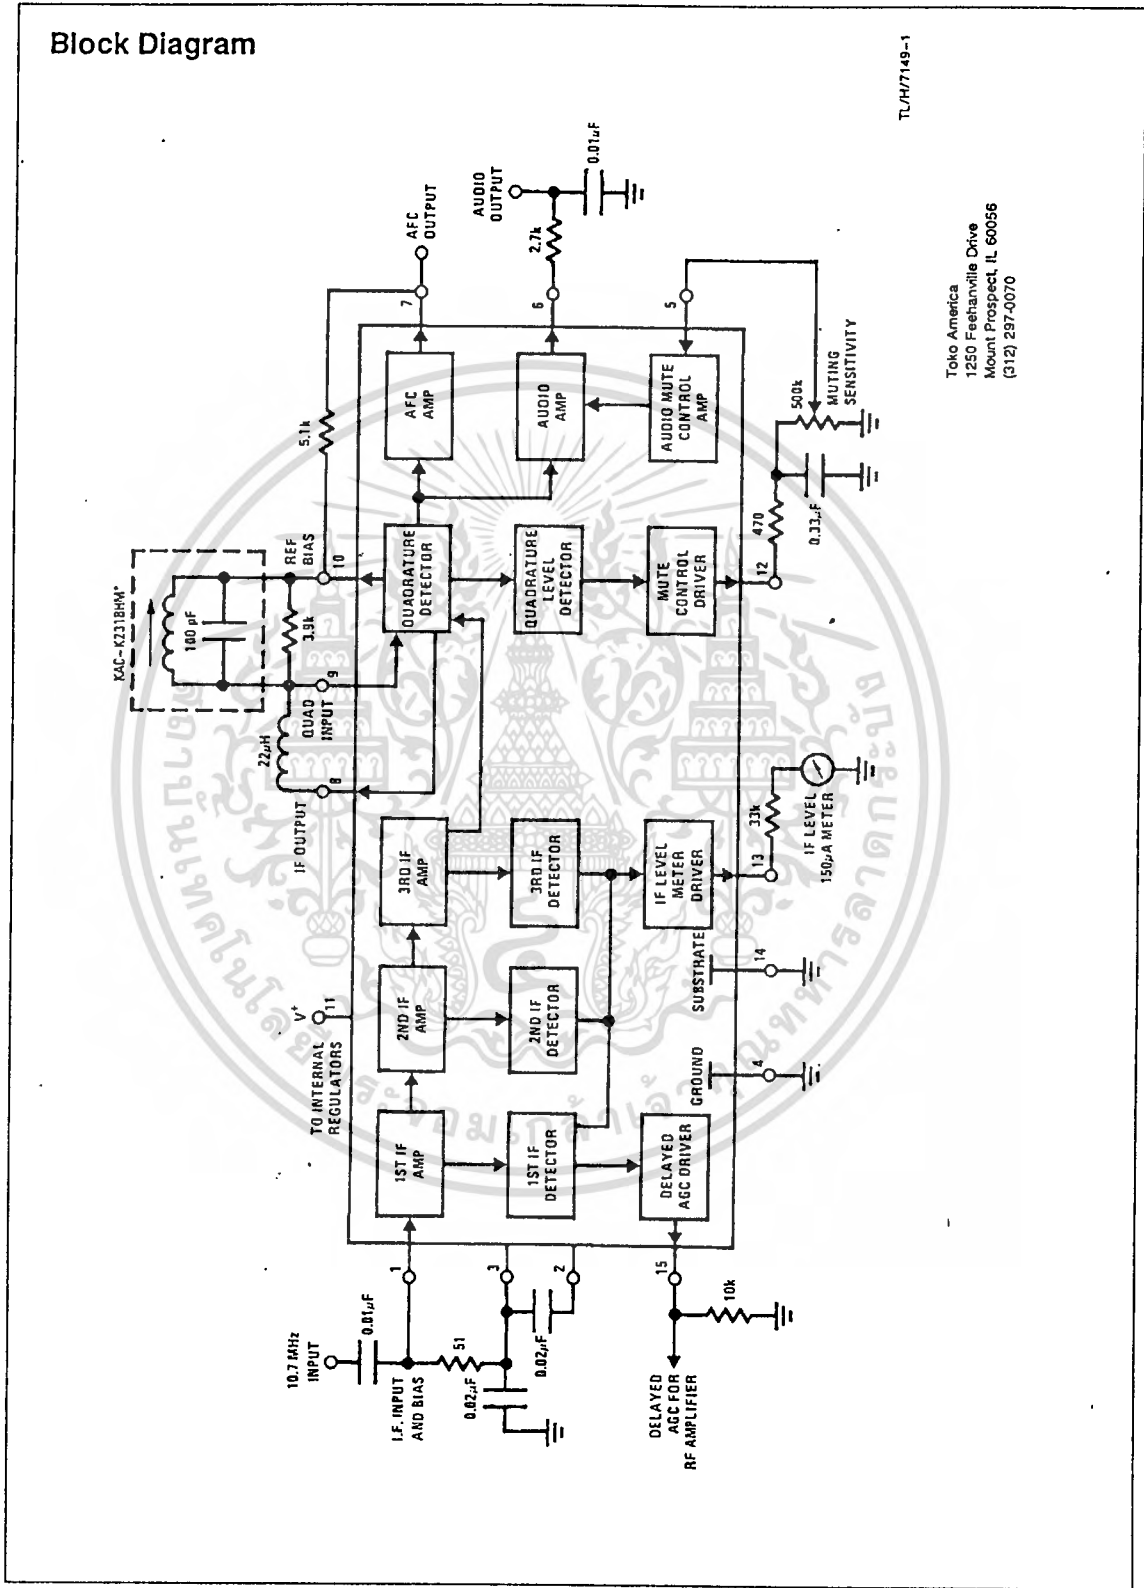 Block Diagram
TL/H/7149-1
10.7 MHz
INPUT
0.01µF
I.F. INPUT
AND BIAS
51
0.02µF
0.02µF
1
3
2
15
DELAYED
AGC FOR
RF AMPLIFIER
10k
TO INTERNAL
REGULATORS
V+
11
1ST IF
AMP
2ND IF
AMP
3RD IF
AMP
1ST IF
DETECTOR
2ND IF
DETECTOR
3RD IF
DETECTOR
DELAYED
AGC DRIVER
IF LEVEL
METER
DRIVER
GROUND
4
SUBSTRATE
14
13
33k
IF LEVEL
150µA METER
IF OUTPUT
8
22µH
QUAD
INPUT
9
KAC-K2318HM*
100 pF
3.9k
REF
BIAS
10
5.1k
QUADRATURE
DETECTOR
QUADRATURE
LEVEL
DETECTOR
MUTE
CONTROL
DRIVER
12
470
0.33µF
500k
MUTING
SENSITIVITY
AFC
AMP
AUDIO
AMP
AUDIO MUTE
CONTROL
AMP
7
AFC
OUTPUT
6
2.7k
AUDIO
OUTPUT
0.01µF
5
Toko America
1250 Feehanville Drive
Mount Prospect, IL 60056
(312) 297-0070